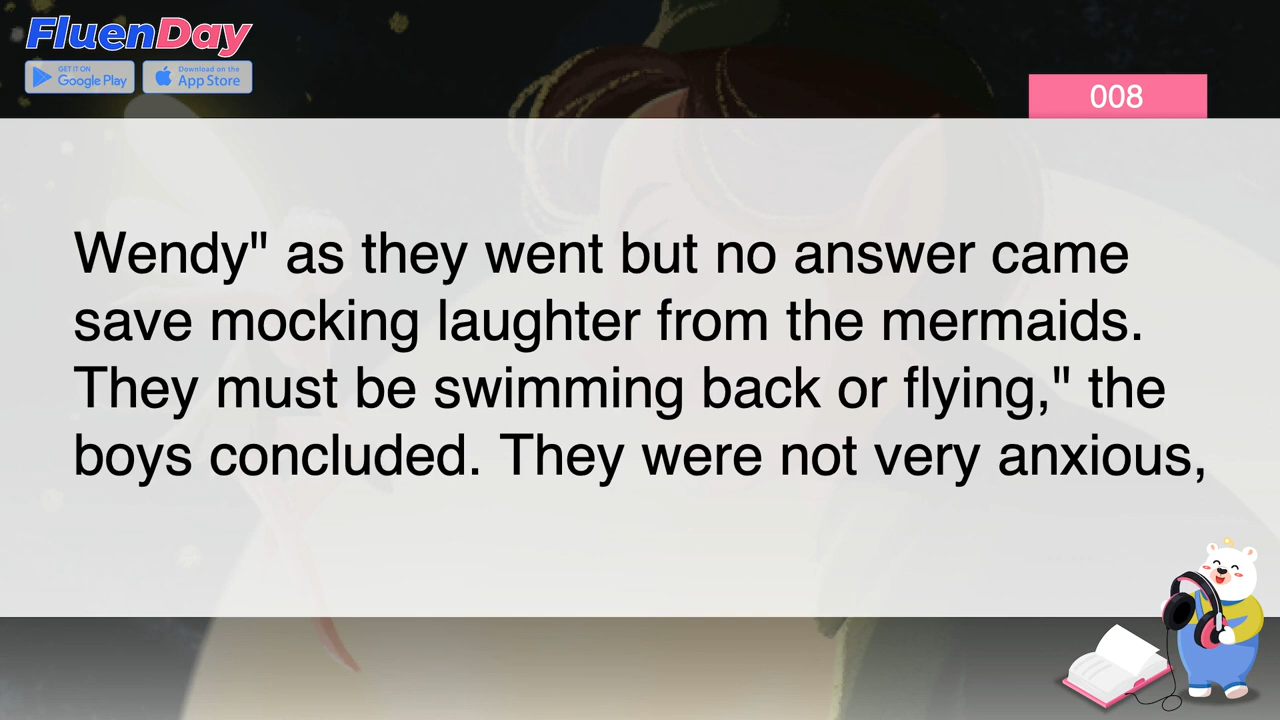 FluenDay
GET IT ON
Google Play
Download on the
App Store
008
Wendy" as they went but no answer came
save mocking laughter from the mermaids.
They must be swimming back or flying," the
boys concluded. They were not very anxious,